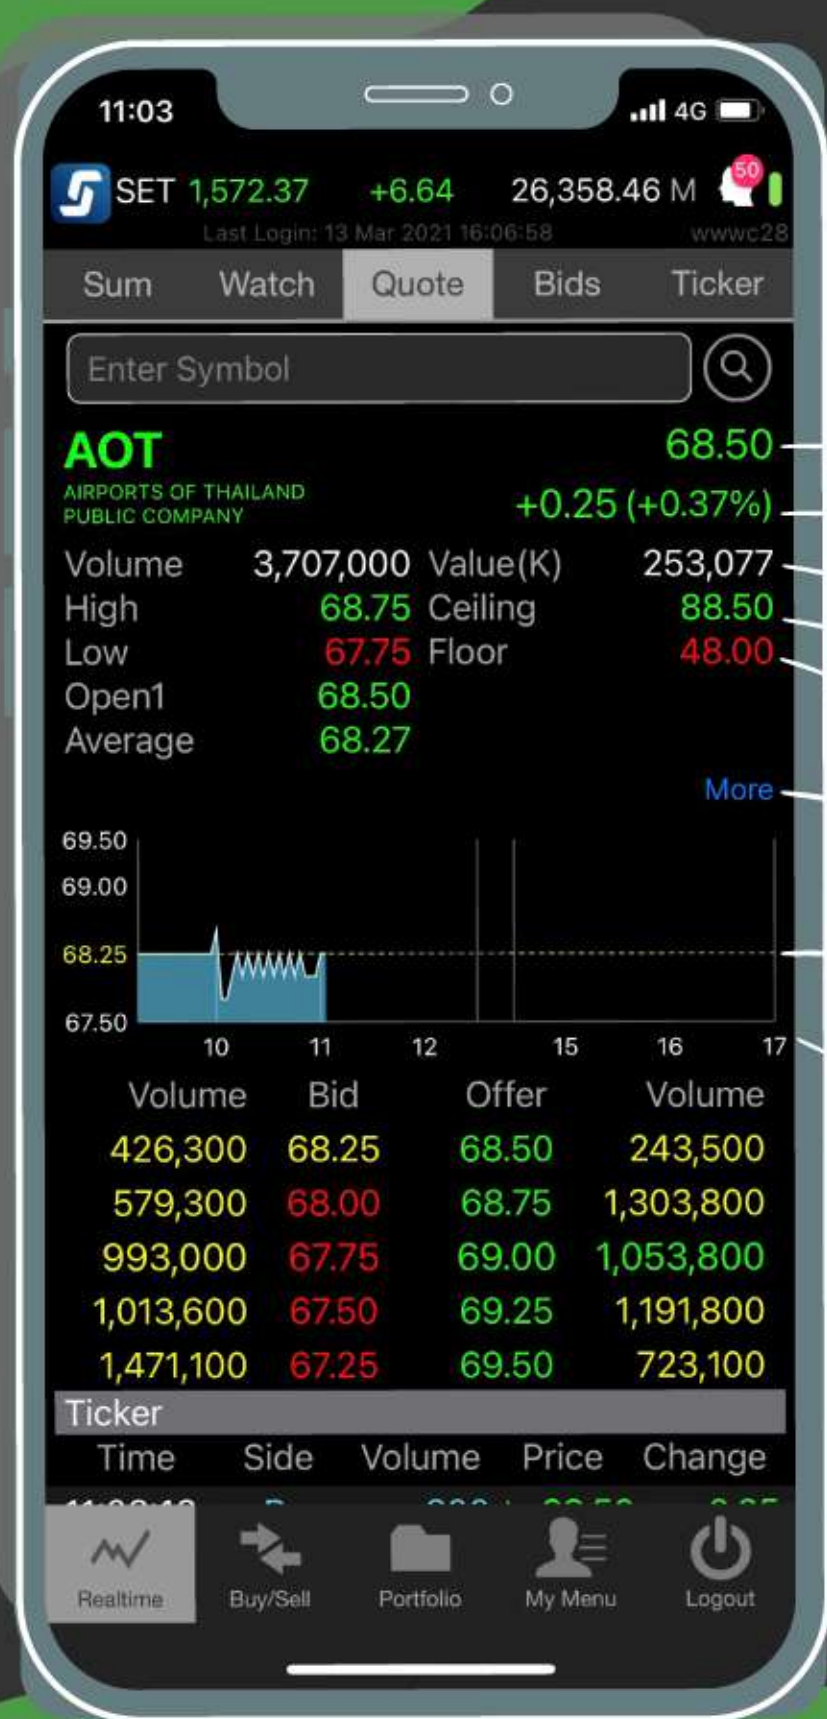 11:03 4G
SET 1,572.37 +6.64 26,358.46 M 50
Last Login: 13 Mar 2021 16:06:58 wwwc28
Sum Watch Quote Bids Ticker
Enter Symbol
AOT 68.50
AIRPORTS OF THAILAND
PUBLIC COMPANY
+0.25 (+0.37%)
Volume 3,707,000 Value(K) 253,077
High 68.75 Ceiling 88.50
Low 67.75 Floor 48.00
Open1 68.50
Average 68.27
More
69.50
69.00
68.25
67.50
10 11 12 15 16 17
Volume Bid Offer Volume
426,300 68.25 68.50 243,500
579,300 68.00 68.75 1,303,800
993,000 67.75 69.00 1,053,800
1,013,600 67.50 69.25 1,191,800
1,471,100 67.25 69.50 723,100
Ticker
Time Side Volume Price Change
Realtime Buy/Sell Portfolio My Menu Logout